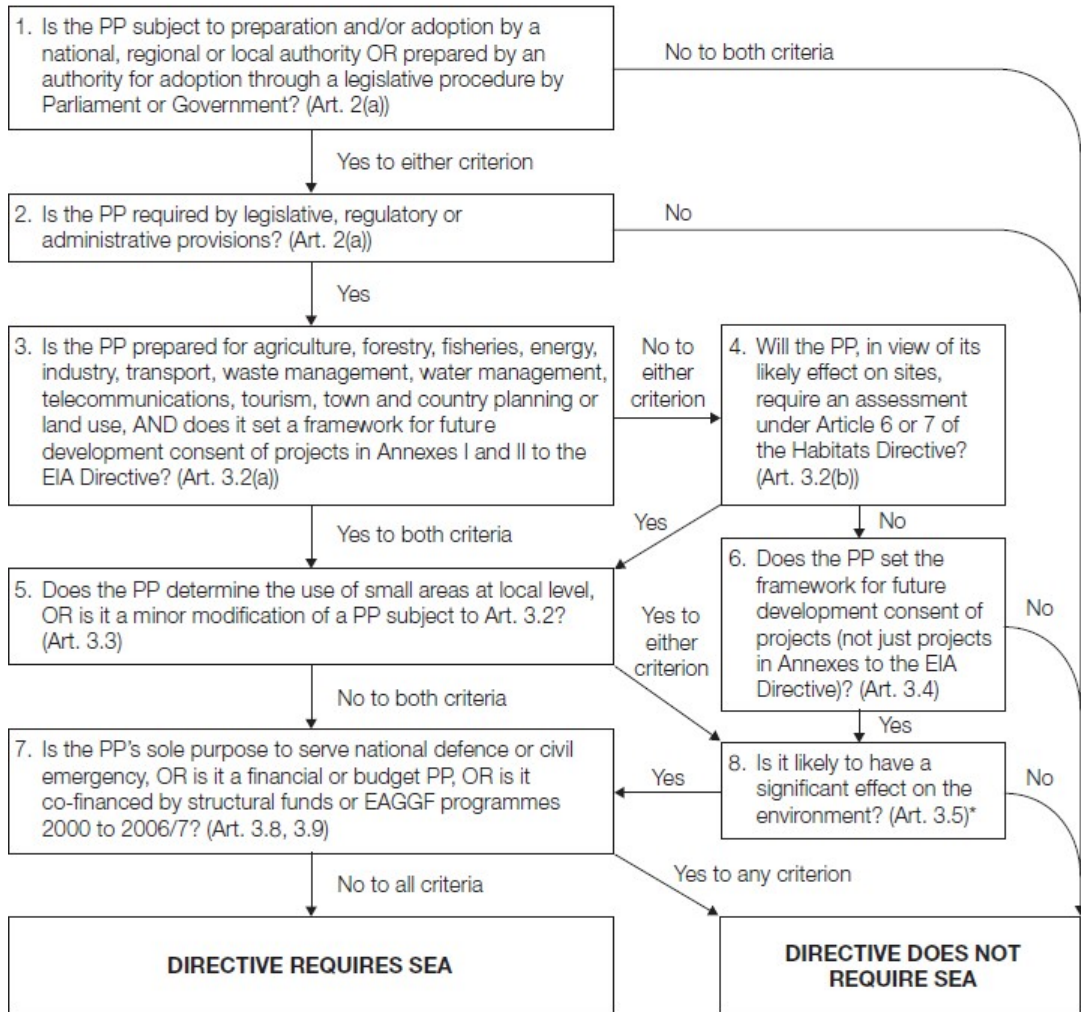 1. Is the PP subject to preparation and/or adoption by a
national, regional or local authority OR prepared by an
authority for adoption through a legislative procedure by
Parliament or Government? (Art. 2(a))
No to both criteria
Yes to either criterion
2. Is the PP required by legislative, regulatory or
administrative provisions? (Art. 2(a))
No
Yes
3. Is the PP prepared for agriculture, forestry, fisheries, energy,
industry, transport, waste management, water management,
telecommunications, tourism, town and country planning or
land use, AND does it set a framework for future
development consent of projects in Annexes I and II to the
EIA Directive? (Art. 3.2(a))
No to
either
criterion
4. Will the PP, in view of its
likely effect on sites,
require an assessment
under Article 6 or 7 of
the Habitats Directive?
(Art. 3.2(b))
Yes to both criteria
Yes
No
5. Does the PP determine the use of small areas at local level,
OR is it a minor modification of a PP subject to Art. 3.2?
(Art. 3.3)
Yes to
either
criterion
6. Does the PP set the
framework for future
development consent of
projects (not just projects
in Annexes to the EIA
Directive)? (Art. 3.4)
No
No to both criteria
Yes
7. Is the PP's sole purpose to serve national defence or civil
emergency, OR is it a financial or budget PP, OR is it
co-financed by structural funds or EAGGF programmes
2000 to 2006/7? (Art. 3.8, 3.9)
Yes
8. Is it likely to have a
significant effect on the
environment? (Art. 3.5)*
No
No to all criteria
Yes to any criterion
DIRECTIVE REQUIRES SEA
DIRECTIVE DOES NOT
REQUIRE SEA